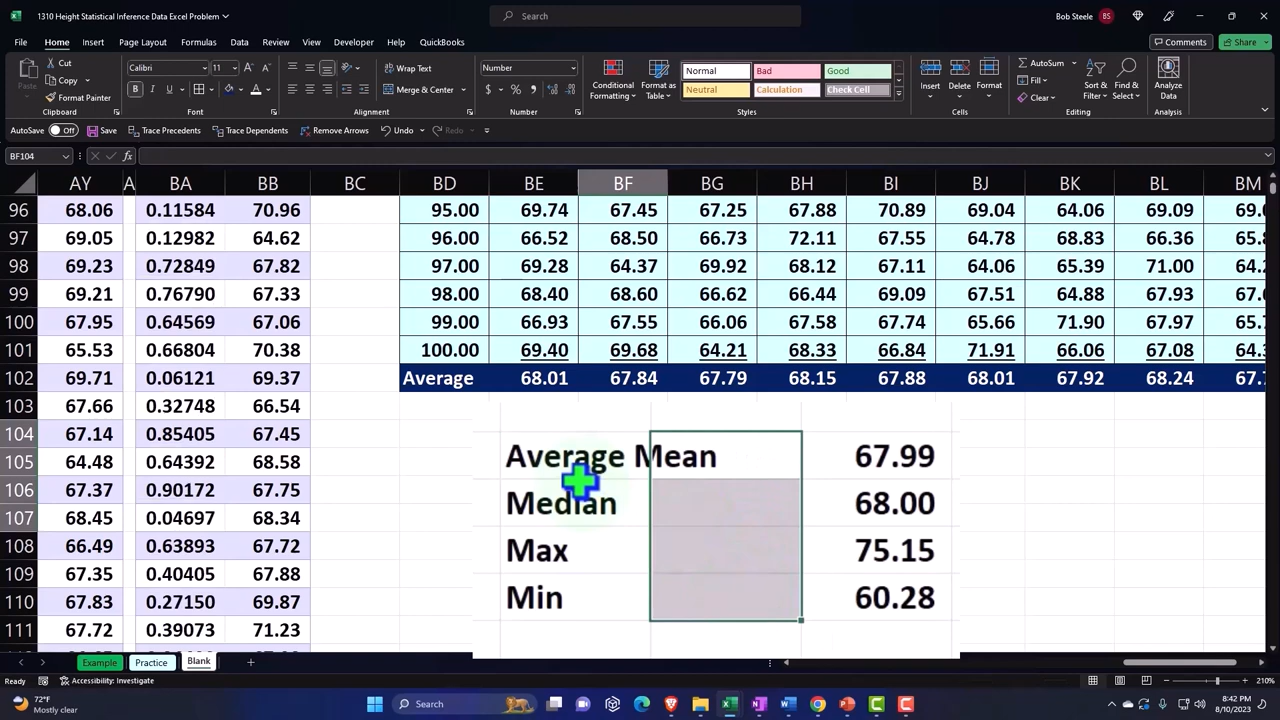 1310 Height Statistical Inference Data Excel Problem
Search
Bob Steele BS
File Home Insert Page Layout Formulas Data Review View Developer Help QuickBooks
Comments Share
Cut
Copy
Format Painter
Calibri 11
B I U
Wrap Text
Merge & Center
Number
$ % ,
Conditional Formatting
Format as Table
Normal Bad Good
Neutral Calculation Check Cell
Insert Delete Format
AutoSum
Fill
Clear
Sort & Filter
Find & Select
Analyze Data
Clipboard Font Alignment Number Styles Cells Editing Analysis
AutoSave Off Save Trace Precedents Trace Dependents Remove Arrows Undo Redo
BF104 fx
AY A BA BB BC BD BE BF BG BH BI BJ BK BL BM
96 68.06 0.11584 70.96 95.00 69.74 67.45 67.25 67.88 70.89 69.04 64.06 69.09
97 69.05 0.12982 64.62 96.00 66.52 68.50 66.73 72.11 67.55 64.78 68.83 66.36
98 69.23 0.72849 67.82 97.00 69.28 64.37 69.92 68.12 67.11 64.06 65.39 71.00
99 69.21 0.76790 67.33 98.00 68.40 68.60 66.62 66.44 69.09 67.51 64.88 67.93
100 67.95 0.64569 67.06 99.00 66.93 67.55 66.06 67.58 67.74 65.66 71.90 67.97
101 65.53 0.66804 70.38 100.00 69.40 69.68 64.21 68.33 66.84 71.91 66.06 67.08
102 69.71 0.06121 69.37 Average 68.01 67.84 67.79 68.15 67.88 68.01 67.92 68.24
103 67.66 0.32748 66.54
104 67.14 0.85405 67.45
105 64.48 0.64392 68.58
106 67.37 0.90172 67.75
107 68.45 0.04697 68.34
108 66.49 0.63893 67.72
109 67.35 0.40405 67.88
110 67.83 0.27150 69.87
111 67.72 0.39073 71.23
Average Mean 67.99
Median 68.00
Max 75.15
Min 60.28
Example Practice Blank
Ready Accessibility: Investigate
210%
72°F
Mostly clear
Search
8:42 PM
8/10/2023